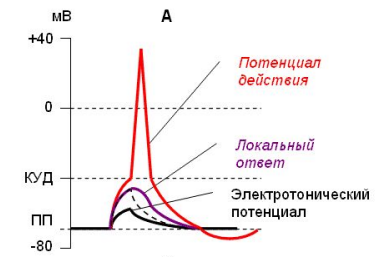 мВ
А
+40
Потенциал
действия
0
Локальный
ответ
КУД
Электротонический
потенциал
ПП
-80